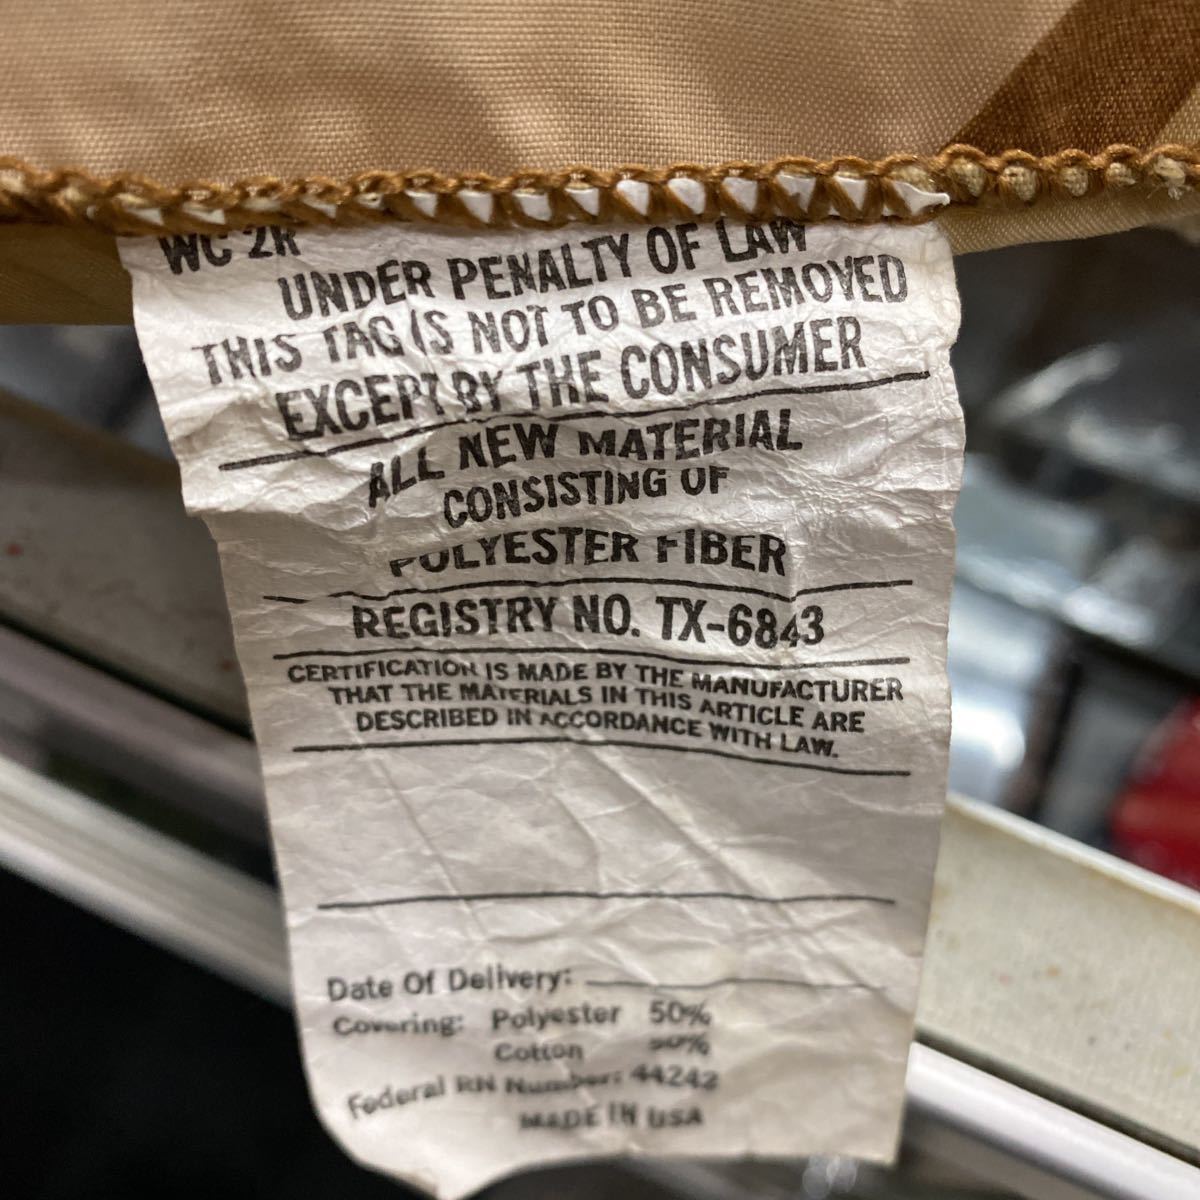 WC 2R
UNDER PENALTY OF LAW
THIS TAG IS NOT TO BE REMOVED
EXCEPT BY THE CONSUMER
ALL NEW MATERIAL
CONSISTING OF
POLYESTER FIBER
REGISTRY NO. TX-6843
CERTIFICATION IS MADE BY THE MANUFACTURER
THAT THE MATERIALS IN THIS ARTICLE ARE
DESCRIBED IN ACCORDANCE WITH LAW.
Date Of Delivery:
Covering: Polyester 50%
Cotton 50%
Federal RN Number: 44242
MADE IN USA